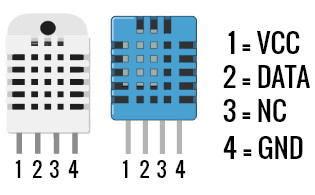 1 = VCC
2 = DATA
3 = NC
4 = GND
1 2 3 4
1 2 3 4